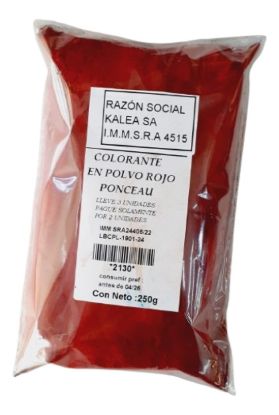 RAZÓN SOCIAL
KALEA SA
I.M.M.S.R.A 4515
COLORANTE
EN POLVO ROJO
PONCEAU
LLEVE 3 UNIDADES
PAGUE SOLAMENTE
POR 2 UNIDADES
IMM SRA24405/22
LBCPL-1901-24
*2130*
consumir pref
antes de 04/26
Con Neto :250g